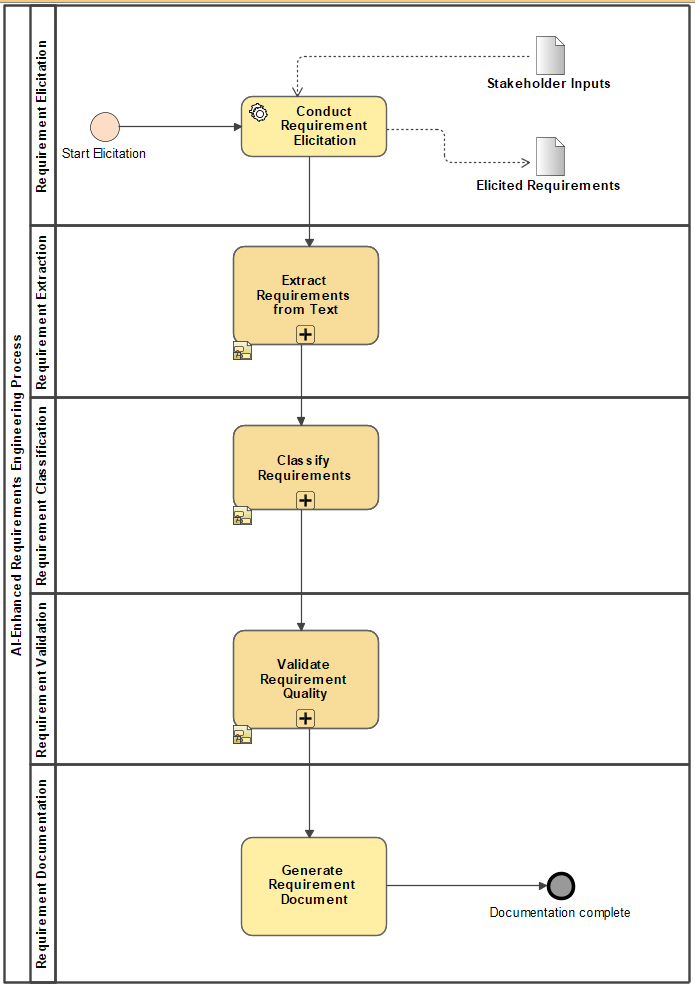 AI-Enhanced Requirements Engineering Process
Requirement Elicitation
Start Elicitation
Conduct
Requirement
Elicitation
Stakeholder Inputs
Elicited Requirements
Requirement Extraction
Extract
Requirements
from Text
Requirement Classification
Classify
Requirements
Requirement Validation
Validate
Requirement
Quality
Requirement Documentation
Generate
Requirement
Document
Documentation complete